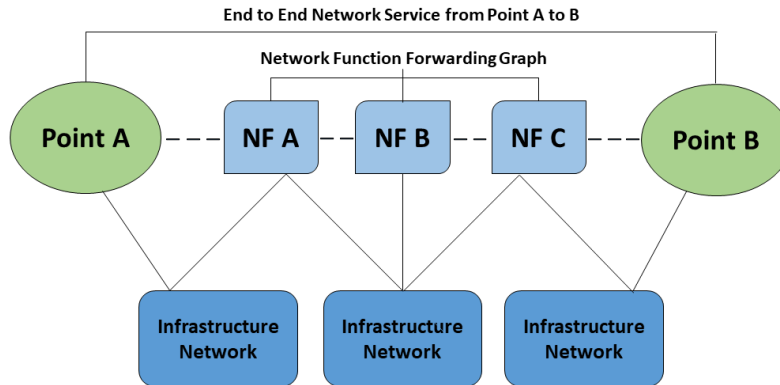 End to End Network Service from Point A to B
Network Function Forwarding Graph
Point A
NF A
NF B
NF C
Point B
Infrastructure
Network
Infrastructure
Network
Infrastructure
Network